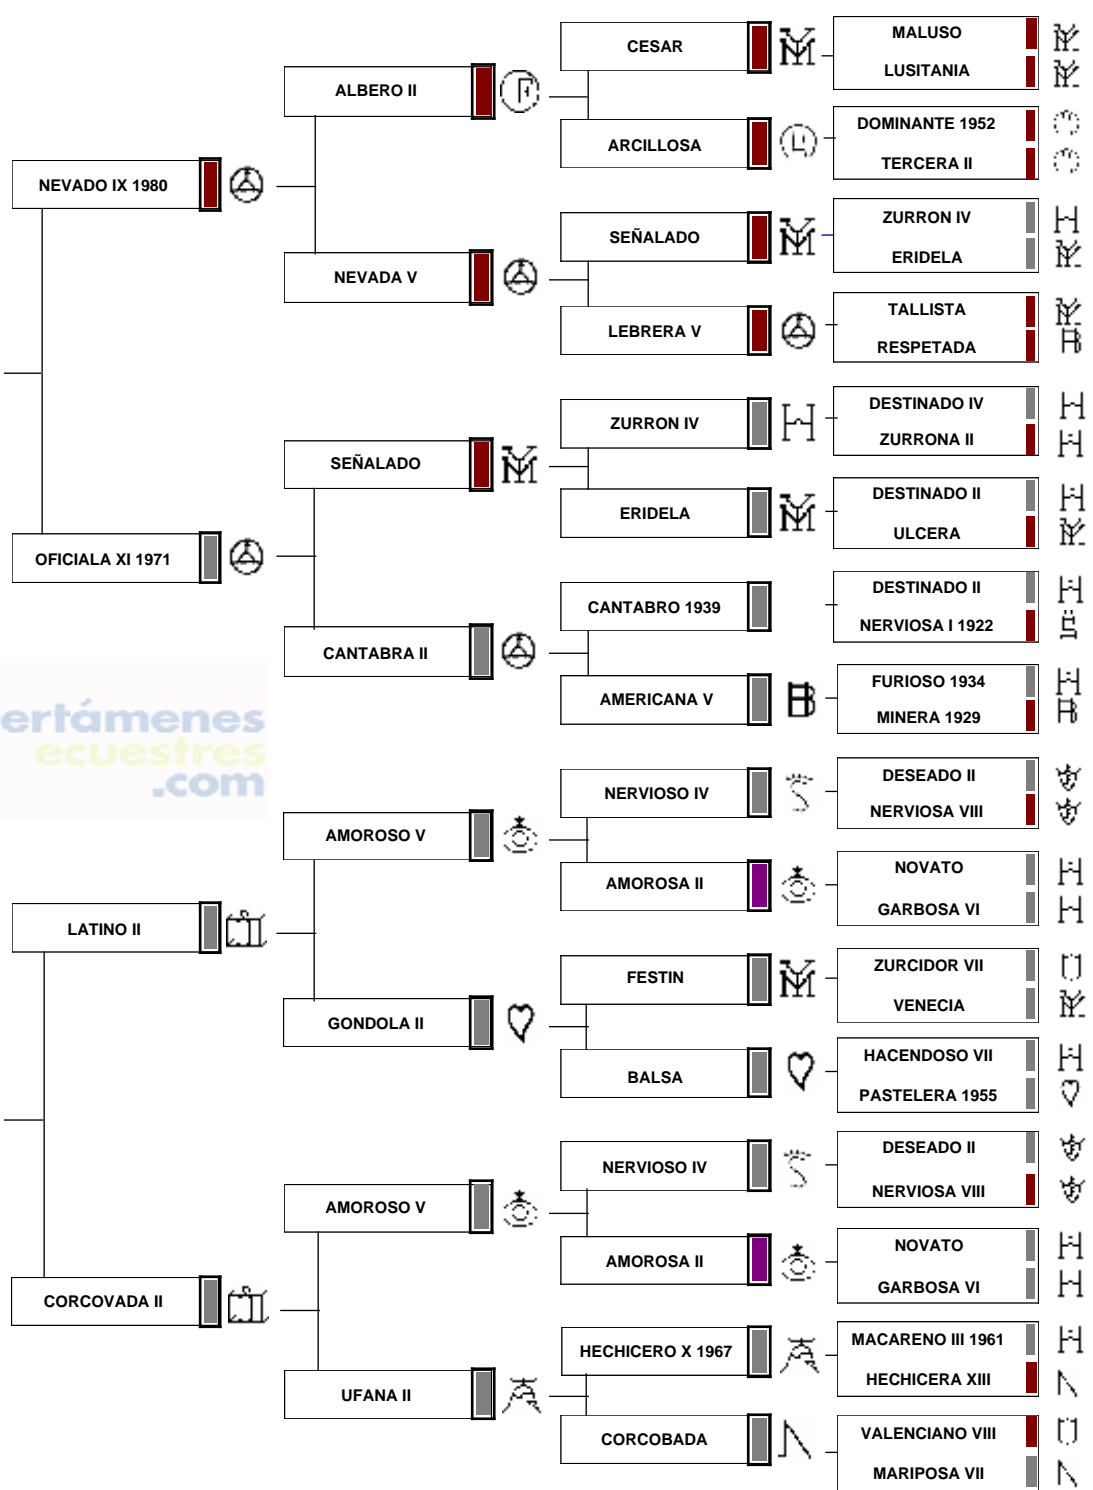 CESAR
MALUSO
LUSITANIA
ALBERO II
ARCILLOSA
DOMINANTE 1952
TERCERA II
NEVADO IX 1980
SEÑALADO
ZURRON IV
ERIDELA
NEVADA V
LEBRERA V
TALLISTA
RESPETADA
ZURRON IV
DESTINADO IV
ZURRONA II
SEÑALADO
ERIDELA
DESTINADO II
ULCERA
OFICIALA XI 1971
CANTABRO 1939
DESTINADO II
NERVIOSA I 1922
CANTABRA II
AMERICANA V
FURIOSO 1934
MINERA 1929
ertámenes
ecuestres
.com
NERVIOSO IV
DESEADO II
NERVIOSA VIII
AMOROSO V
AMOROSA II
NOVATO
GARBOSA VI
LATINO II
FESTIN
ZURCIDOR VII
VENECIA
GONDOLA II
BALSA
HACENDOSO VII
PASTELERA 1955
NERVIOSO IV
DESEADO II
NERVIOSA VIII
AMOROSO V
AMOROSA II
NOVATO
GARBOSA VI
CORCOVADA II
HECHICERO X 1967
MACARENO III 1961
HECHICERA XIII
UFANA II
CORCOBADA
VALENCIANO VIII
MARIPOSA VII